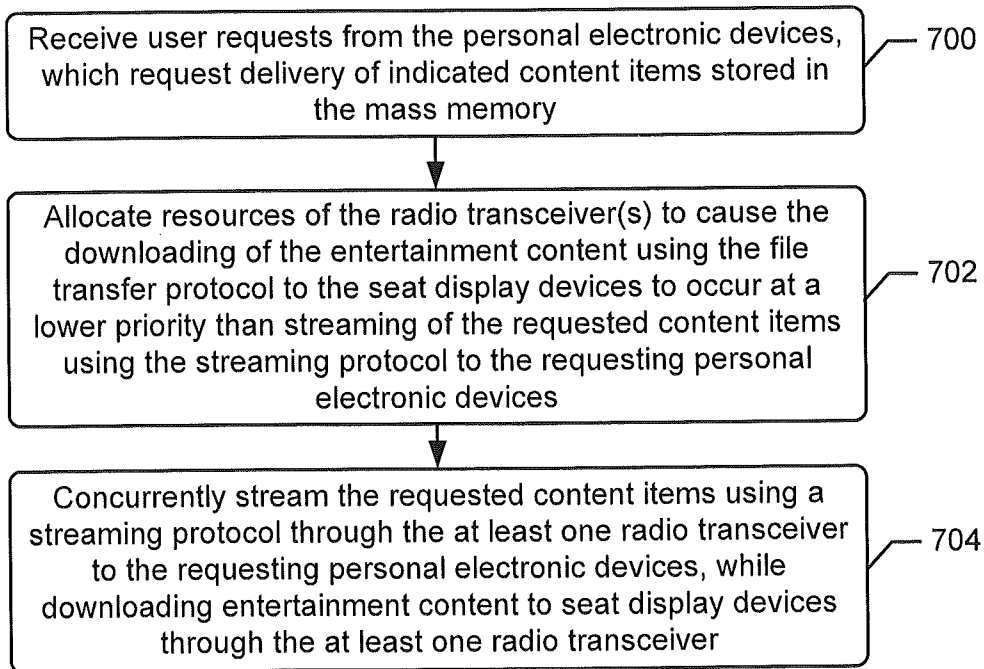 Receive user requests from the personal electronic devices,
which request delivery of indicated content items stored in
the mass memory
700
Allocate resources of the radio transceiver(s) to cause the
downloading of the entertainment content using the file
transfer protocol to the seat display devices to occur at a
lower priority than streaming of the requested content items
using the streaming protocol to the requesting personal
electronic devices
702
Concurrently stream the requested content items using a
streaming protocol through the at least one radio transceiver
to the requesting personal electronic devices, while
downloading entertainment content to seat display devices
through the at least one radio transceiver
704